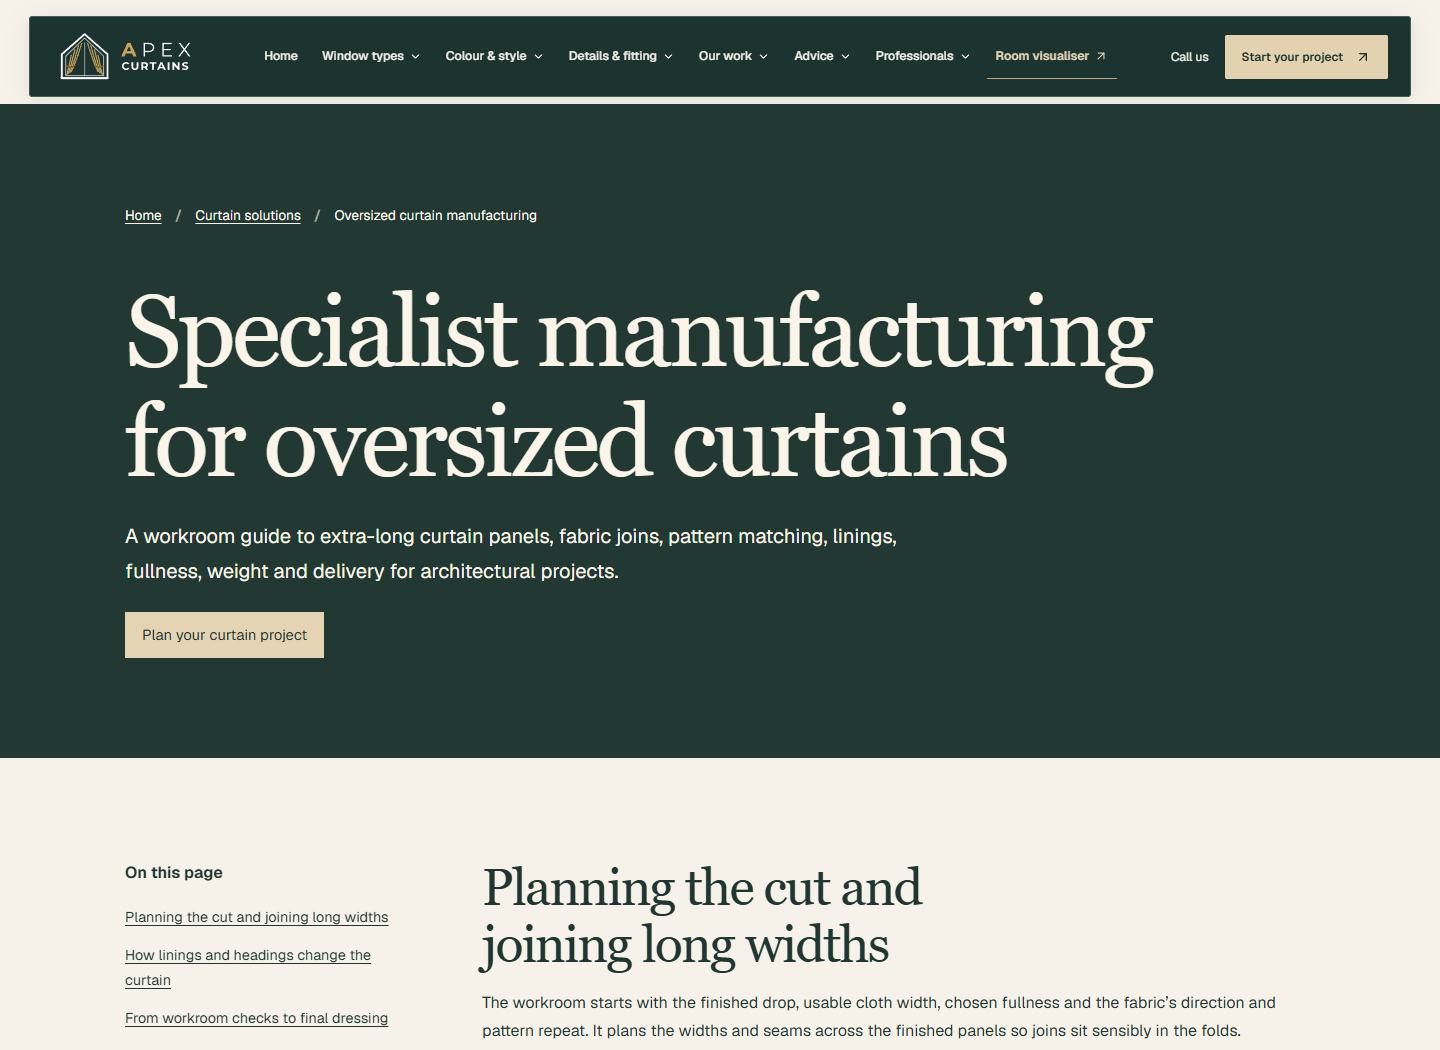 APEX
CURTAINS
Home
Window types
Colour & style
Details & fitting
Our work
Advice
Professionals
Room visualiser
Call us
Start your project
Home / Curtain solutions / Oversized curtain manufacturing
Specialist manufacturing
for oversized curtains
A workroom guide to extra-long curtain panels, fabric joins, pattern matching, linings,
fullness, weight and delivery for architectural projects.
Plan your curtain project
On this page
Planning the cut and joining long widths
How linings and headings change the
curtain
From workroom checks to final dressing
Planning the cut and
joining long widths
The workroom starts with the finished drop, usable cloth width, chosen fullness and the fabric’s direction and
pattern repeat. It plans the widths and seams across the finished panels so joins sit sensibly in the folds.